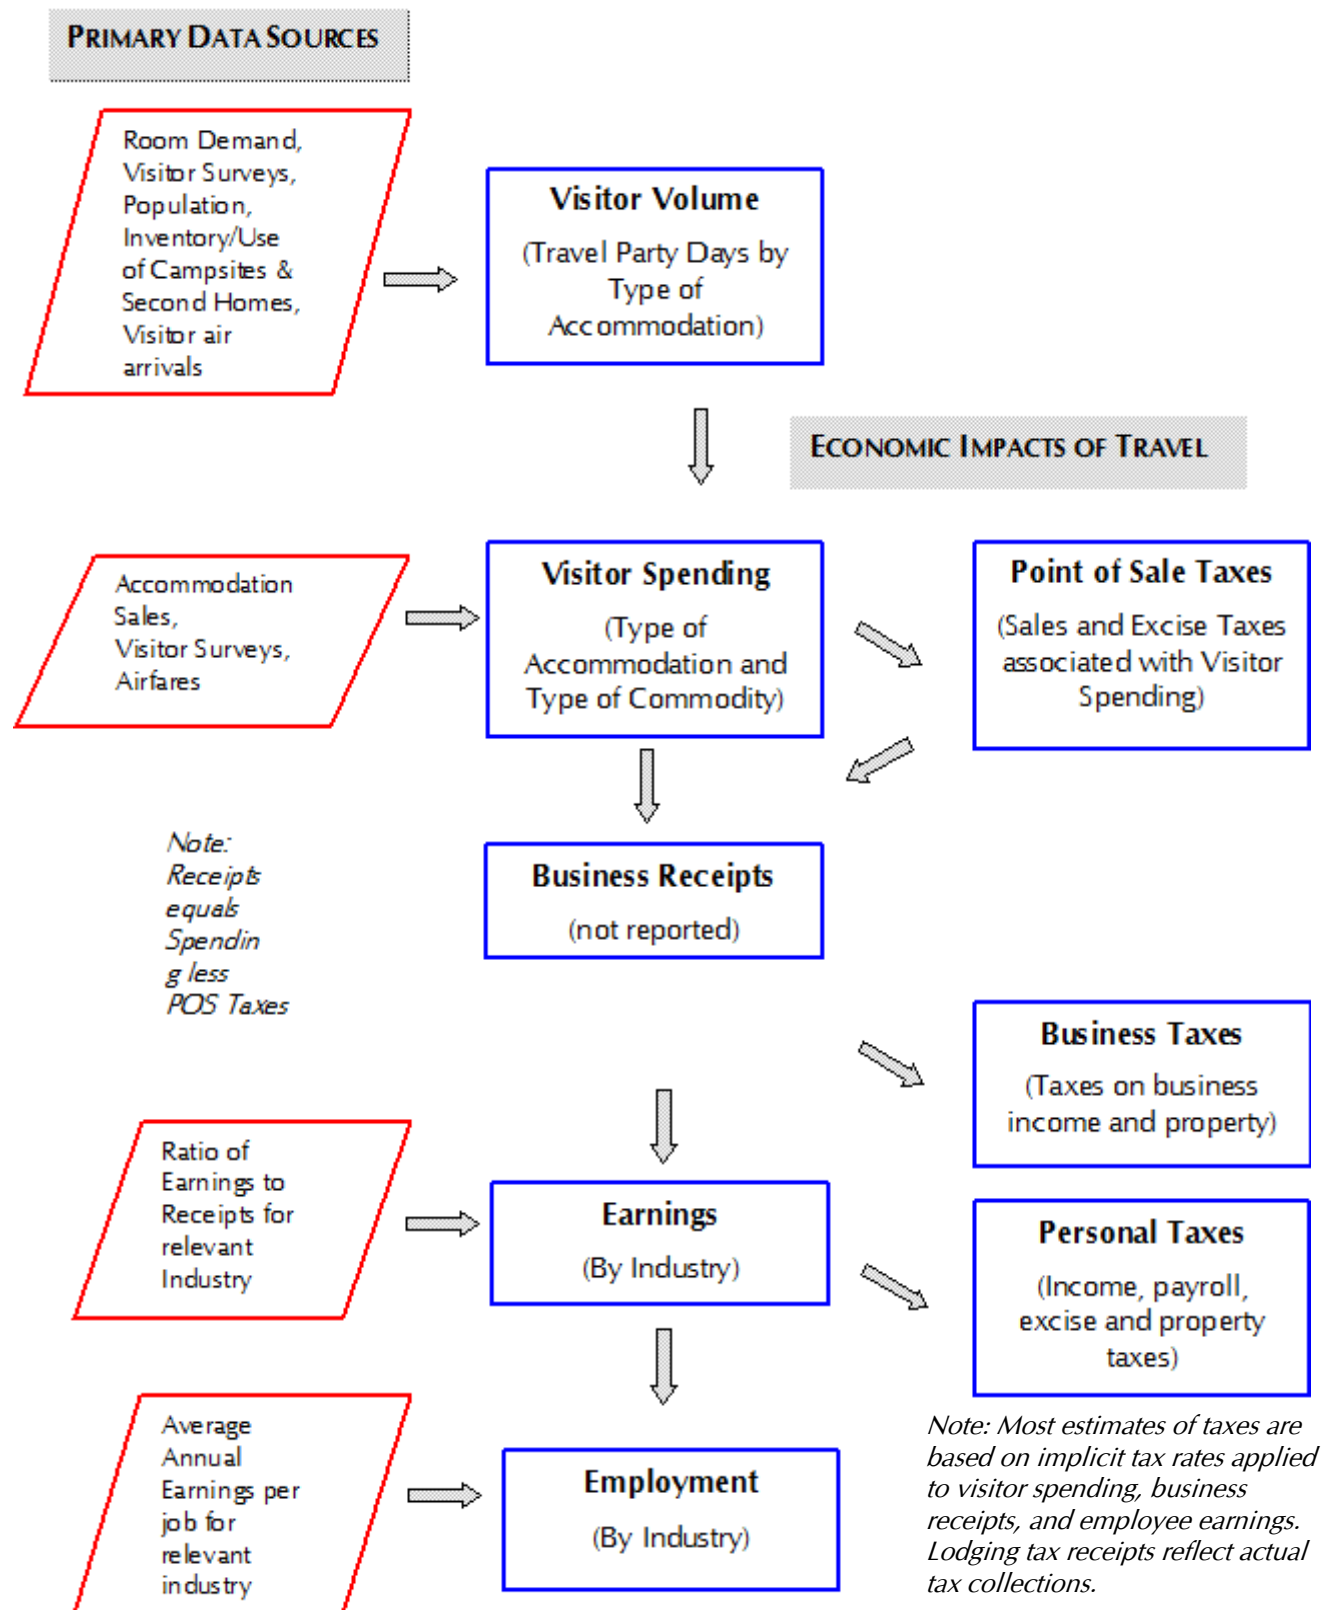 PRIMARY DATA SOURCES
Room Demand,
Visitor Surveys,
Population,
Inventory/Use
of Campsites &
Second Homes,
Visitor air
arrivals
Visitor Volume
(Travel Party Days by
Type of
Accommodation)
ECONOMIC IMPACTS OF TRAVEL
Accommodation
Sales,
Visitor Surveys,
Airfares
Visitor Spending
(Type of
Accommodation and
Type of Commodity)
Point of Sale Taxes
(Sales and Excise Taxes
associated with Visitor
Spending)
Note:
Receipts
equals
Spendin
g less
POS Taxes
Business Receipts
(not reported)
Business Taxes
(Taxes on business
income and property)
Ratio of
Earnings to
Receipts for
relevant
Industry
Earnings
(By Industry)
Personal Taxes
(Income, payroll,
excise and property
taxes)
Average
Annual
Earnings per
job for
relevant
industry
Employment
(By Industry)
Note: Most estimates of taxes are
based on implicit tax rates applied
to visitor spending, business
receipts, and employee earnings.
Lodging tax receipts reflect actual
tax collections.